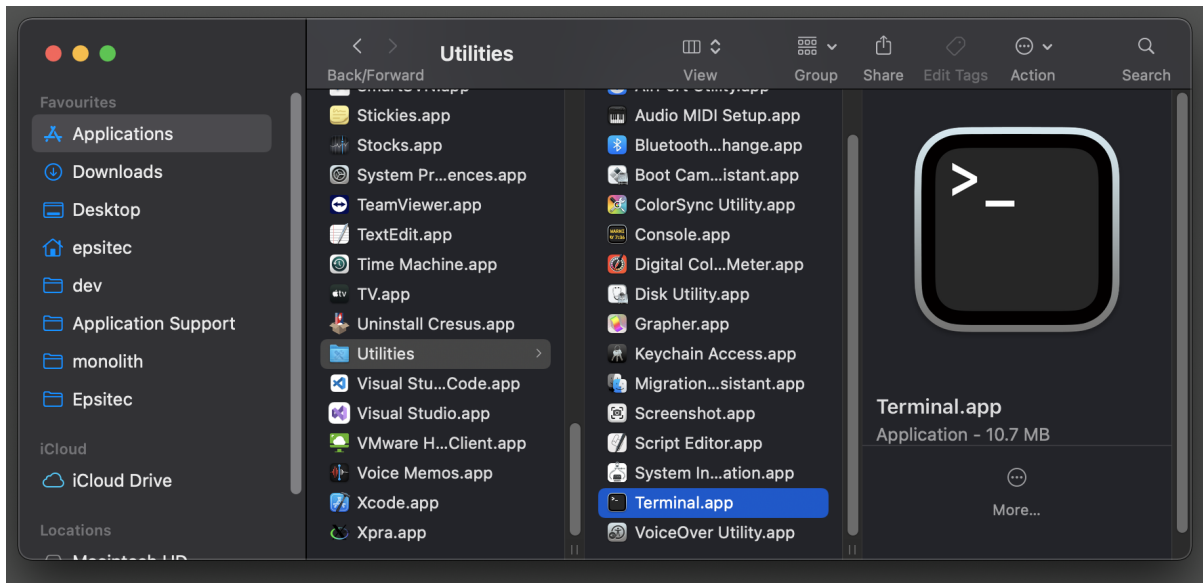 Utilities
Back/Forward
View
Group
Share
Edit Tags
Action
Search
Favourites
Applications
Downloads
Desktop
epsitec
dev
Application Support
monolith
Epsitec
iCloud
iCloud Drive
Locations
Stickies.app
Stocks.app
System Pr...ences.app
TeamViewer.app
TextEdit.app
Time Machine.app
TV.app
Uninstall Cresus.app
Utilities
Visual Stu...Code.app
Visual Studio.app
VMware H...Client.app
Voice Memos.app
Xcode.app
Xpra.app
Audio MIDI Setup.app
Bluetooth...hange.app
Boot Cam...istant.app
ColorSync Utility.app
Console.app
Digital Col...Meter.app
Disk Utility.app
Grapher.app
Keychain Access.app
Migration...sistant.app
Screenshot.app
Script Editor.app
System In...ation.app
Terminal.app
VoiceOver Utility.app
>_
Terminal.app
Application - 10.7 MB
More...